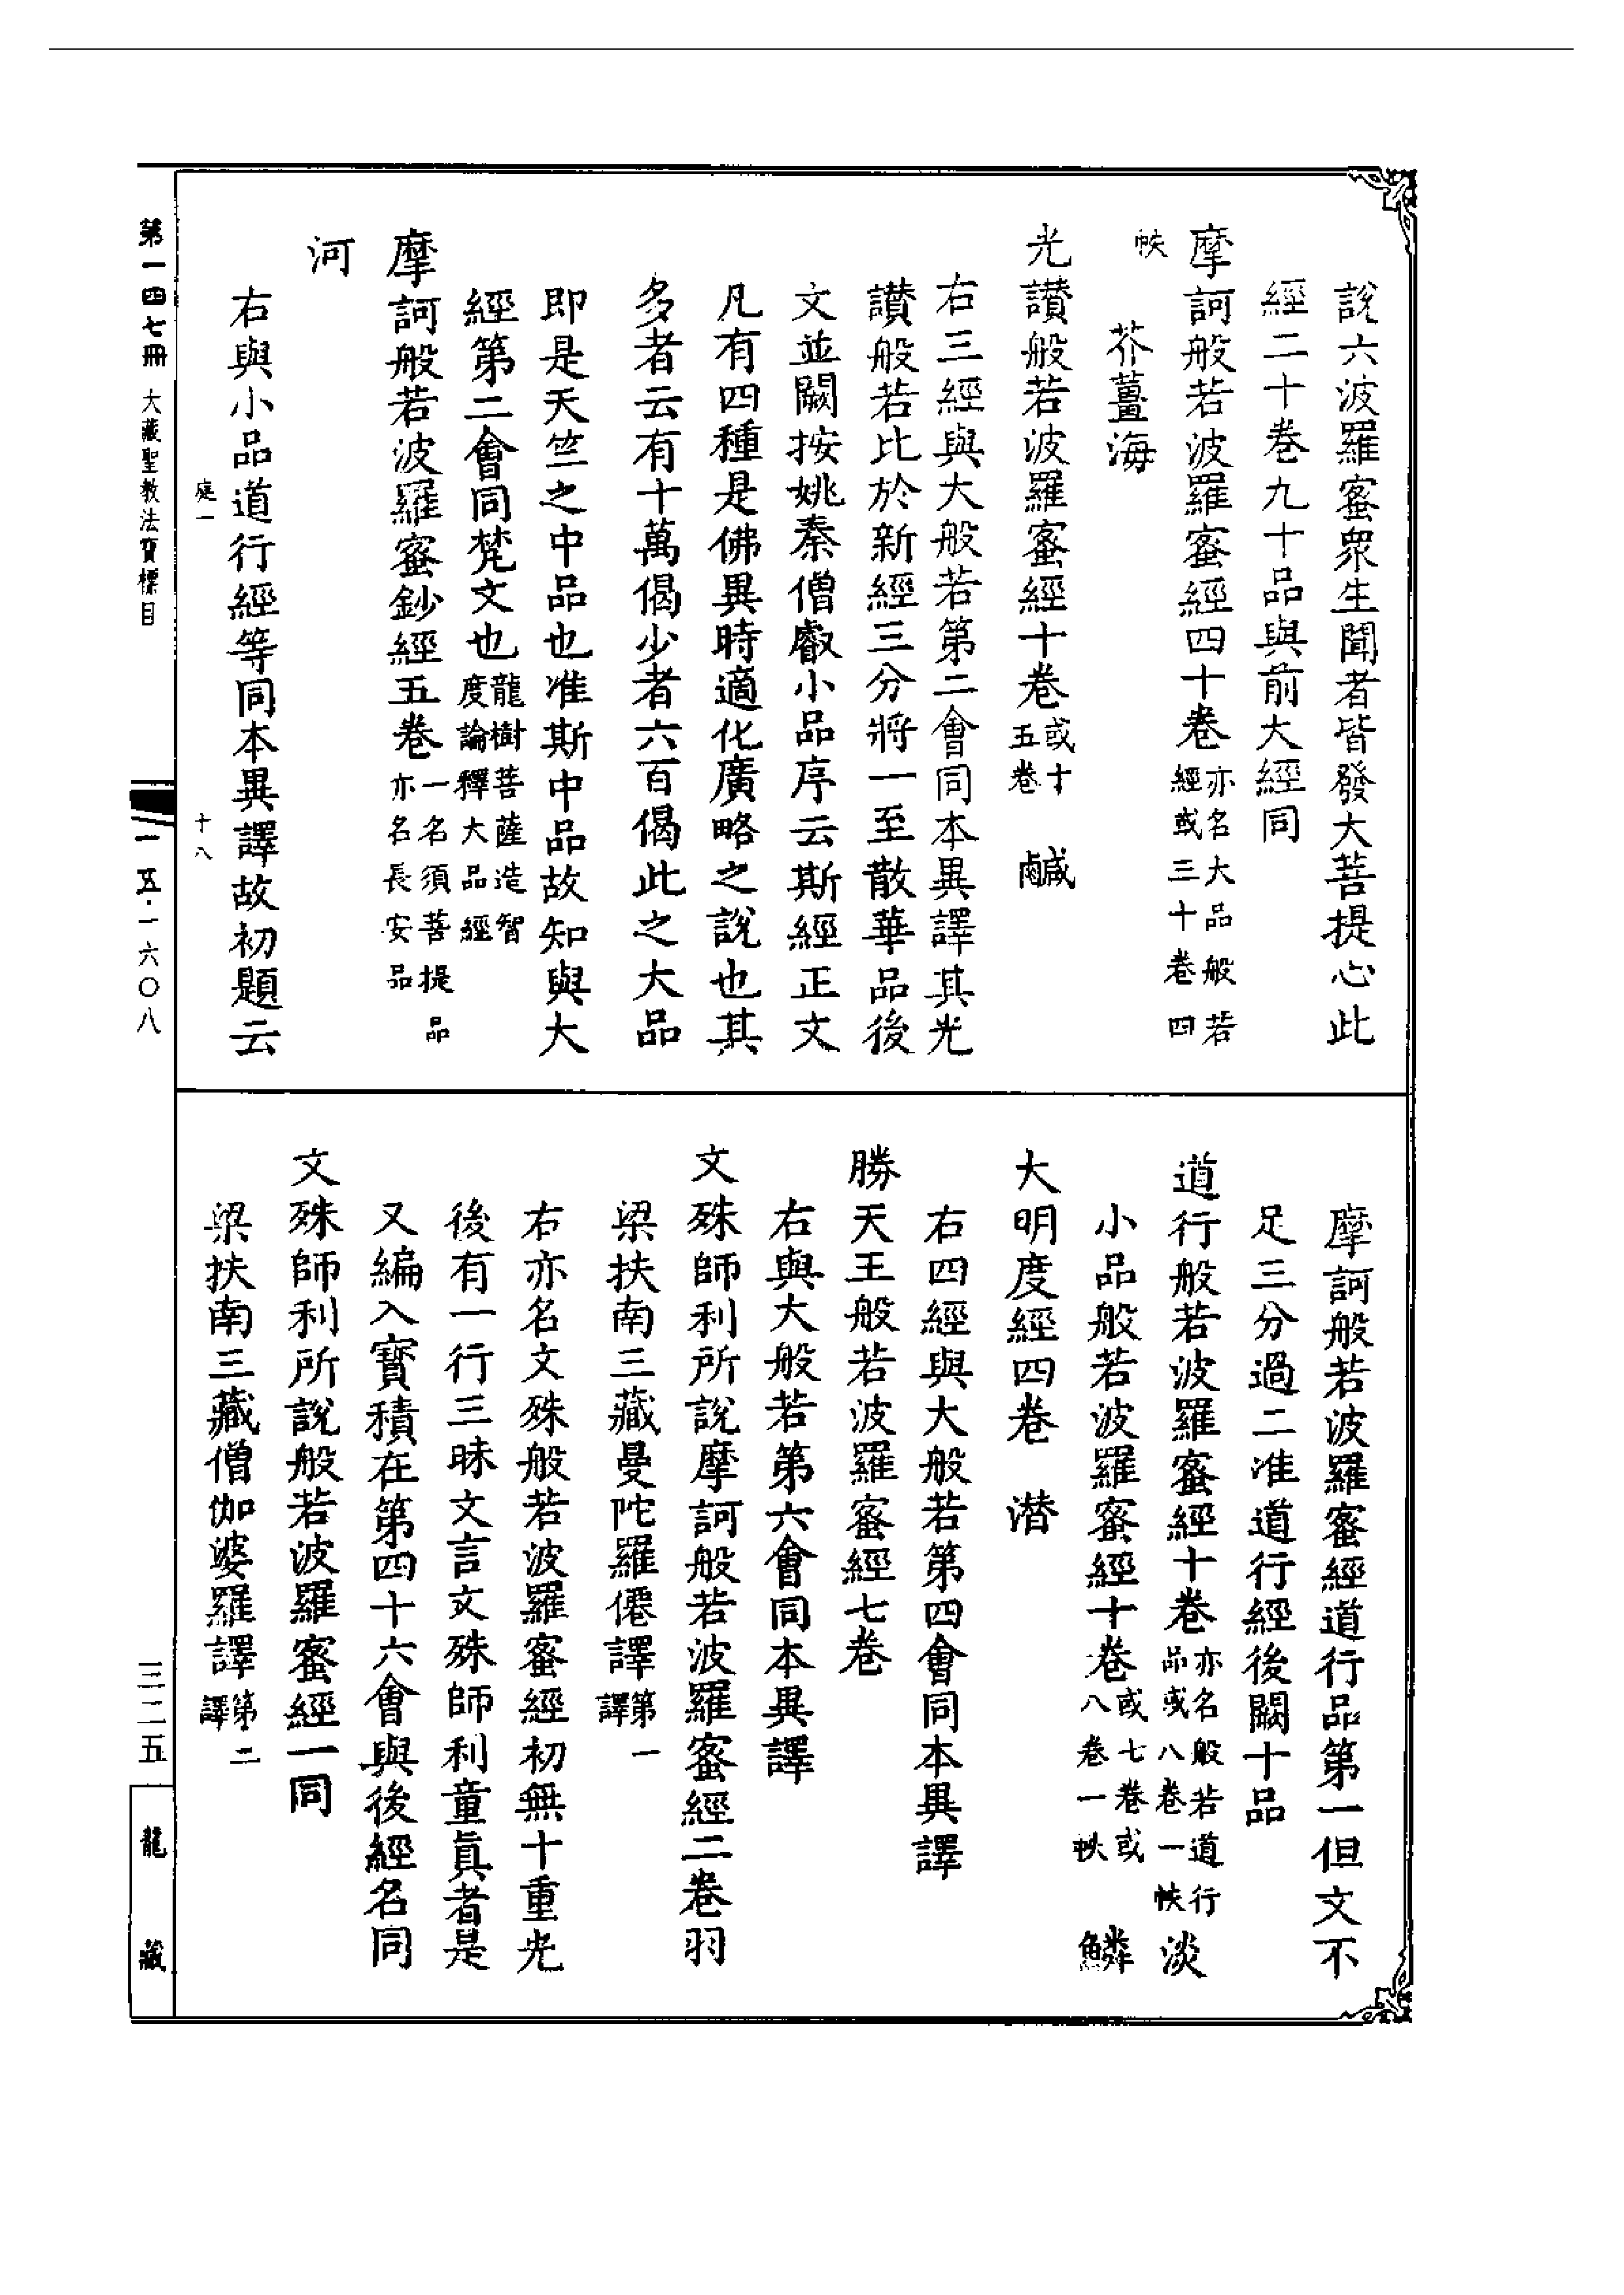 說六波羅蜜眾生聞者皆發大菩提心此
經二十卷九十品與前大經同
摩訶般若波羅蜜經四十卷亦名大品般若經或三十卷四
帙
芥薑海
光讃般若波羅蜜經十卷或十五卷 鹹
右三經與大般若第二會同本異譯其光
讃般若比於新經三分將一至散華品後
文並闕按姚秦僧叡小品序云斯經正文
凡有四種是佛異時適化廣略之說也其
多者云有十萬偈少者六百偈此之大品
即是天竺之中品也准斯中品故知與大
經第二會同梵文也龍樹菩薩造智度論釋大品經
摩訶般若波羅蜜鈔經五卷一名須菩提品亦名長安品
河
右與小品道行經等同本異譯故初題云
庭一 十八
摩訶般若波羅蜜經道行品第一但文不
足三分過二准道行經後闕十品
道行般若波羅蜜經十卷亦名般若道行品或八卷一帙 淡
小品般若波羅蜜經十卷或七卷或八卷一帙 鱗
大明度經四卷 潜
右四經與大般若第四會同本異譯
勝天王般若波羅蜜經七卷
右與大般若第六會同本異譯
文殊師利所說摩訶般若波羅蜜經二卷羽
梁扶南三藏曼陀羅僊譯第一譯
右亦名文殊般若波羅蜜經初無十重光
後有一行三昧文言文殊師利童真者是
又編入寶積在第四十六會與後經名同
文殊師利所說般若波羅蜜經一同
梁扶南三藏僧伽婆羅譯第二譯
第一四七冊 大藏聖教法寶標目
一五·一六〇八
三二五
龍藏